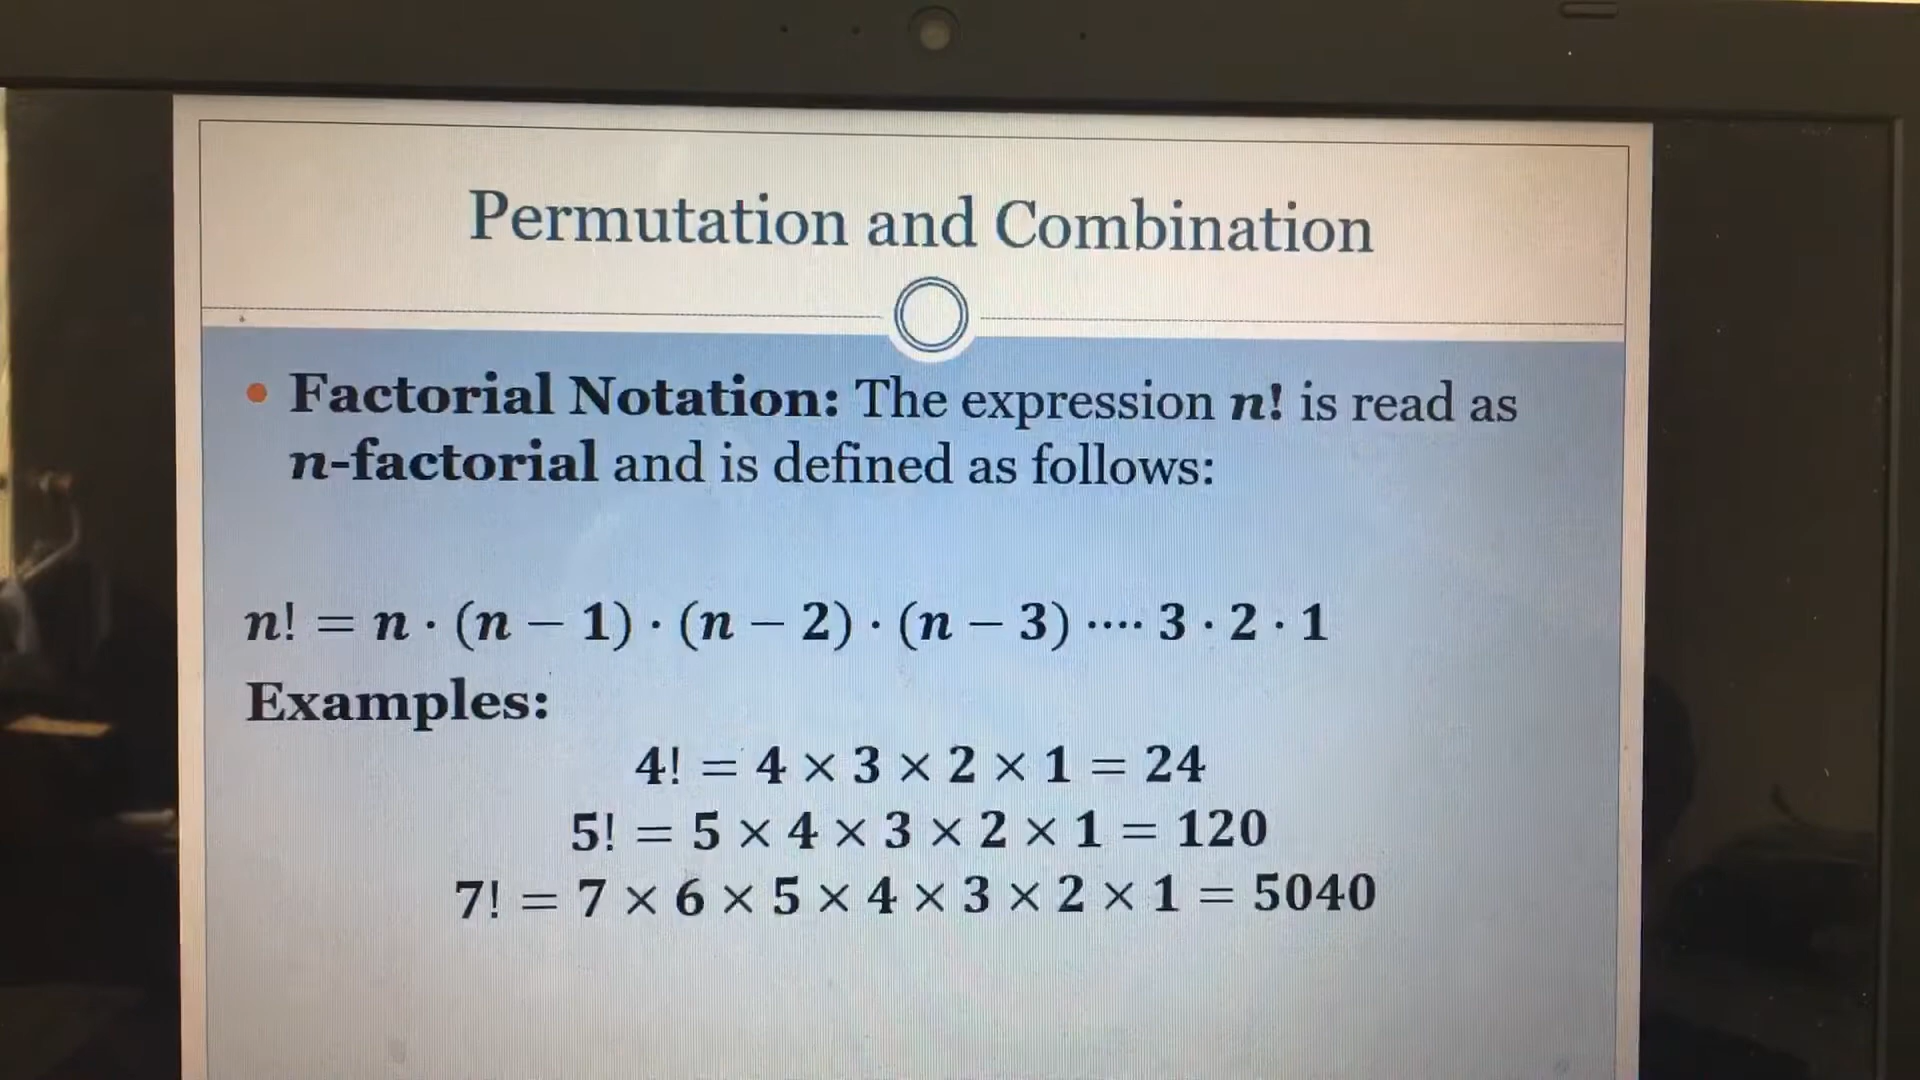 Permutation and Combination
• Factorial Notation: The expression n! is read as
n-factorial and is defined as follows:
n! = n · (n − 1) · (n − 2) · (n − 3) ···· 3 · 2 · 1
Examples:
4! = 4 × 3 × 2 × 1 = 24
5! = 5 × 4 × 3 × 2 × 1 = 120
7! = 7 × 6 × 5 × 4 × 3 × 2 × 1 = 5040